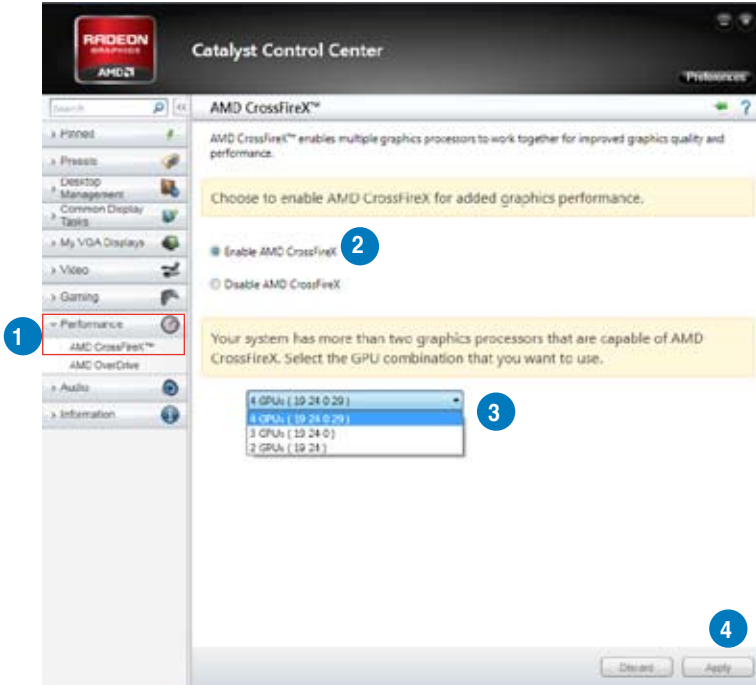 RADEON
GRAPHICS
AMD
Catalyst Control Center
Preferences
Search
AMD CrossFireX™
?
Pinned
Presets
Desktop
Management
Common Display
Tasks
My VGA Displays
Video
Gaming
1
Performance
AMD CrossFireX™
AMD OverDrive
Audio
Information
AMD CrossFireX™ enables multiple graphics processors to work together for improved graphics quality and
performance.
Choose to enable AMD CrossFireX for added graphics performance.
Enable AMD CrossFireX
2
Disable AMD CrossFireX
Your system has more than two graphics processors that are capable of AMD
CrossFireX. Select the GPU combination that you want to use.
4 GPUs ( 19 24 0 29 )
3
4 GPUs ( 19 24 0 29 )
3 GPUs ( 19 24 0 )
2 GPUs ( 19 24 )
4
Discard
Apply